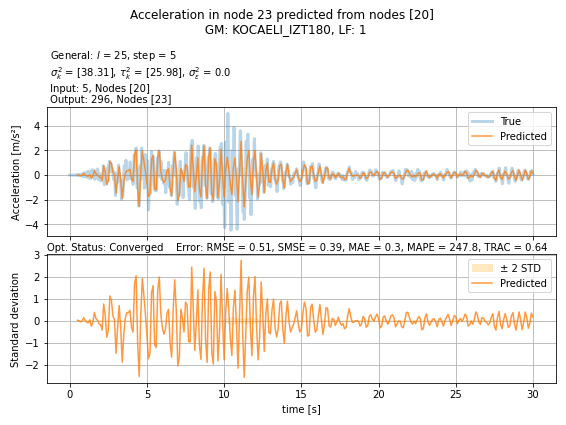 Acceleration in node 23 predicted from nodes [20]
GM: KOCAELI_IZT180, LF: 1
General: l = 25, step = 5
σ²ₖ = [38.31], τ²ₖ = [25.98], σ²ε = 0.0
Input: 5, Nodes [20]
Output: 296, Nodes [23]
Acceleration [m/s²]
4
2
0
−2
−4
True
Predicted
Opt. Status: Converged    Error: RMSE = 0.51, SMSE = 0.39, MAE = 0.3, MAPE = 247.8, TRAC = 0.64
Standard deviation
3
2
1
0
−1
−2
± 2 STD
Predicted
0 5 10 15 20 25 30
time [s]